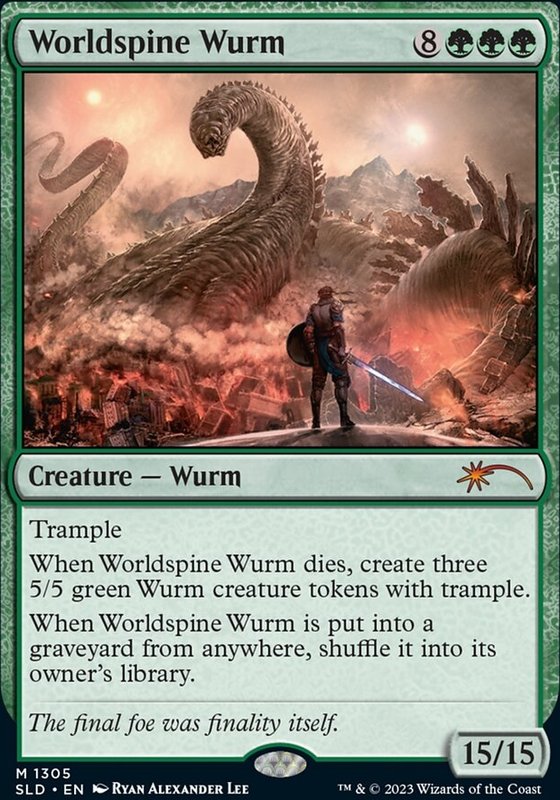 Worldspine Wurm 8
Creature — Wurm
Trample
When Worldspine Wurm dies, create three
5/5 green Wurm creature tokens with trample.
When Worldspine Wurm is put into a
graveyard from anywhere, shuffle it into its
owner’s library.
The final foe was finality itself.
15/15
M 1305
SLD • EN Ryan Alexander Lee
™ & © 2023 Wizards of the Coast